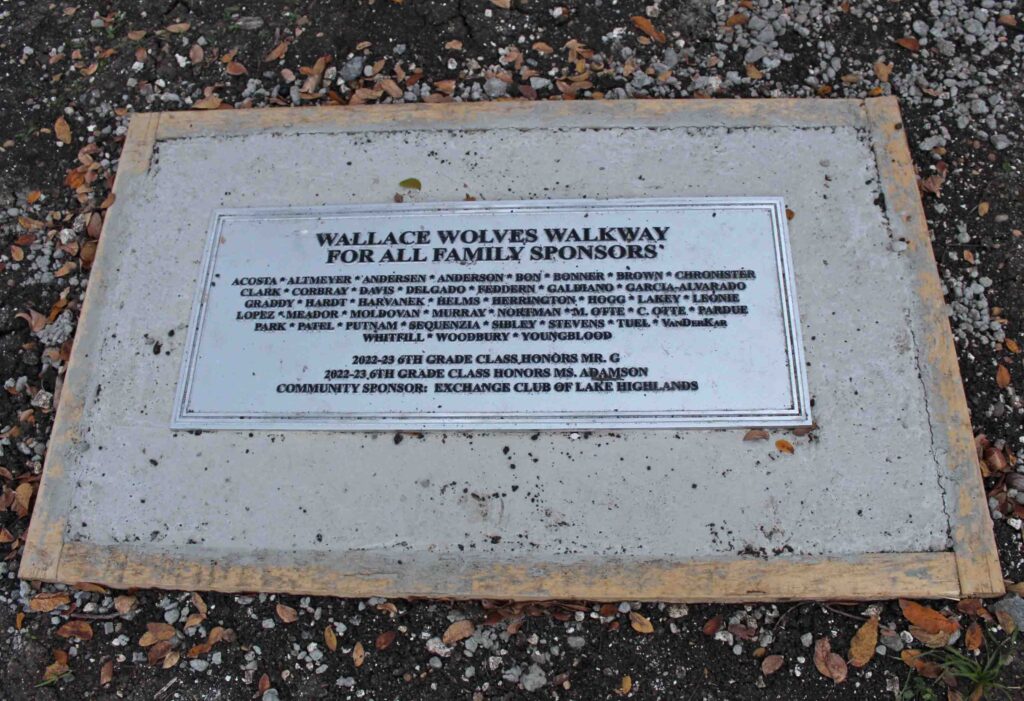 WALLACE WOLVES WALKWAY
FOR ALL FAMILY SPONSORS
ACOSTA * ALTMEYER * ANDERSEN * ANDERSON * BON * BONNER * BROWN * CHRONISTER
CLARK * CORBRAY * DAVIS * DELGADO * FEDDERN * GALDIANO * GARCIA-ALVARADO
GRADDY * HARDT * HARVANEK * HELMS * HERRINGTON * HOGG * LAKEY * LEONIE
LOPEZ * MEADOR * MOLDOVAN * MURRAY * NORTMAN * M. OTTE * C. OTTE * PARDUE
PARK * PATEL * PUTNAM * SEQUENZIA * SIBLEY * STEVENS * TUEL * VANDERKAR
WHITFILL * WOODBURY * YOUNGBLOOD
2022-23 6TH GRADE CLASS HONORS MR. G
2022-23 6TH GRADE CLASS HONORS MS. ADAMSON
COMMUNITY SPONSOR: EXCHANGE CLUB OF LAKE HIGHLANDS